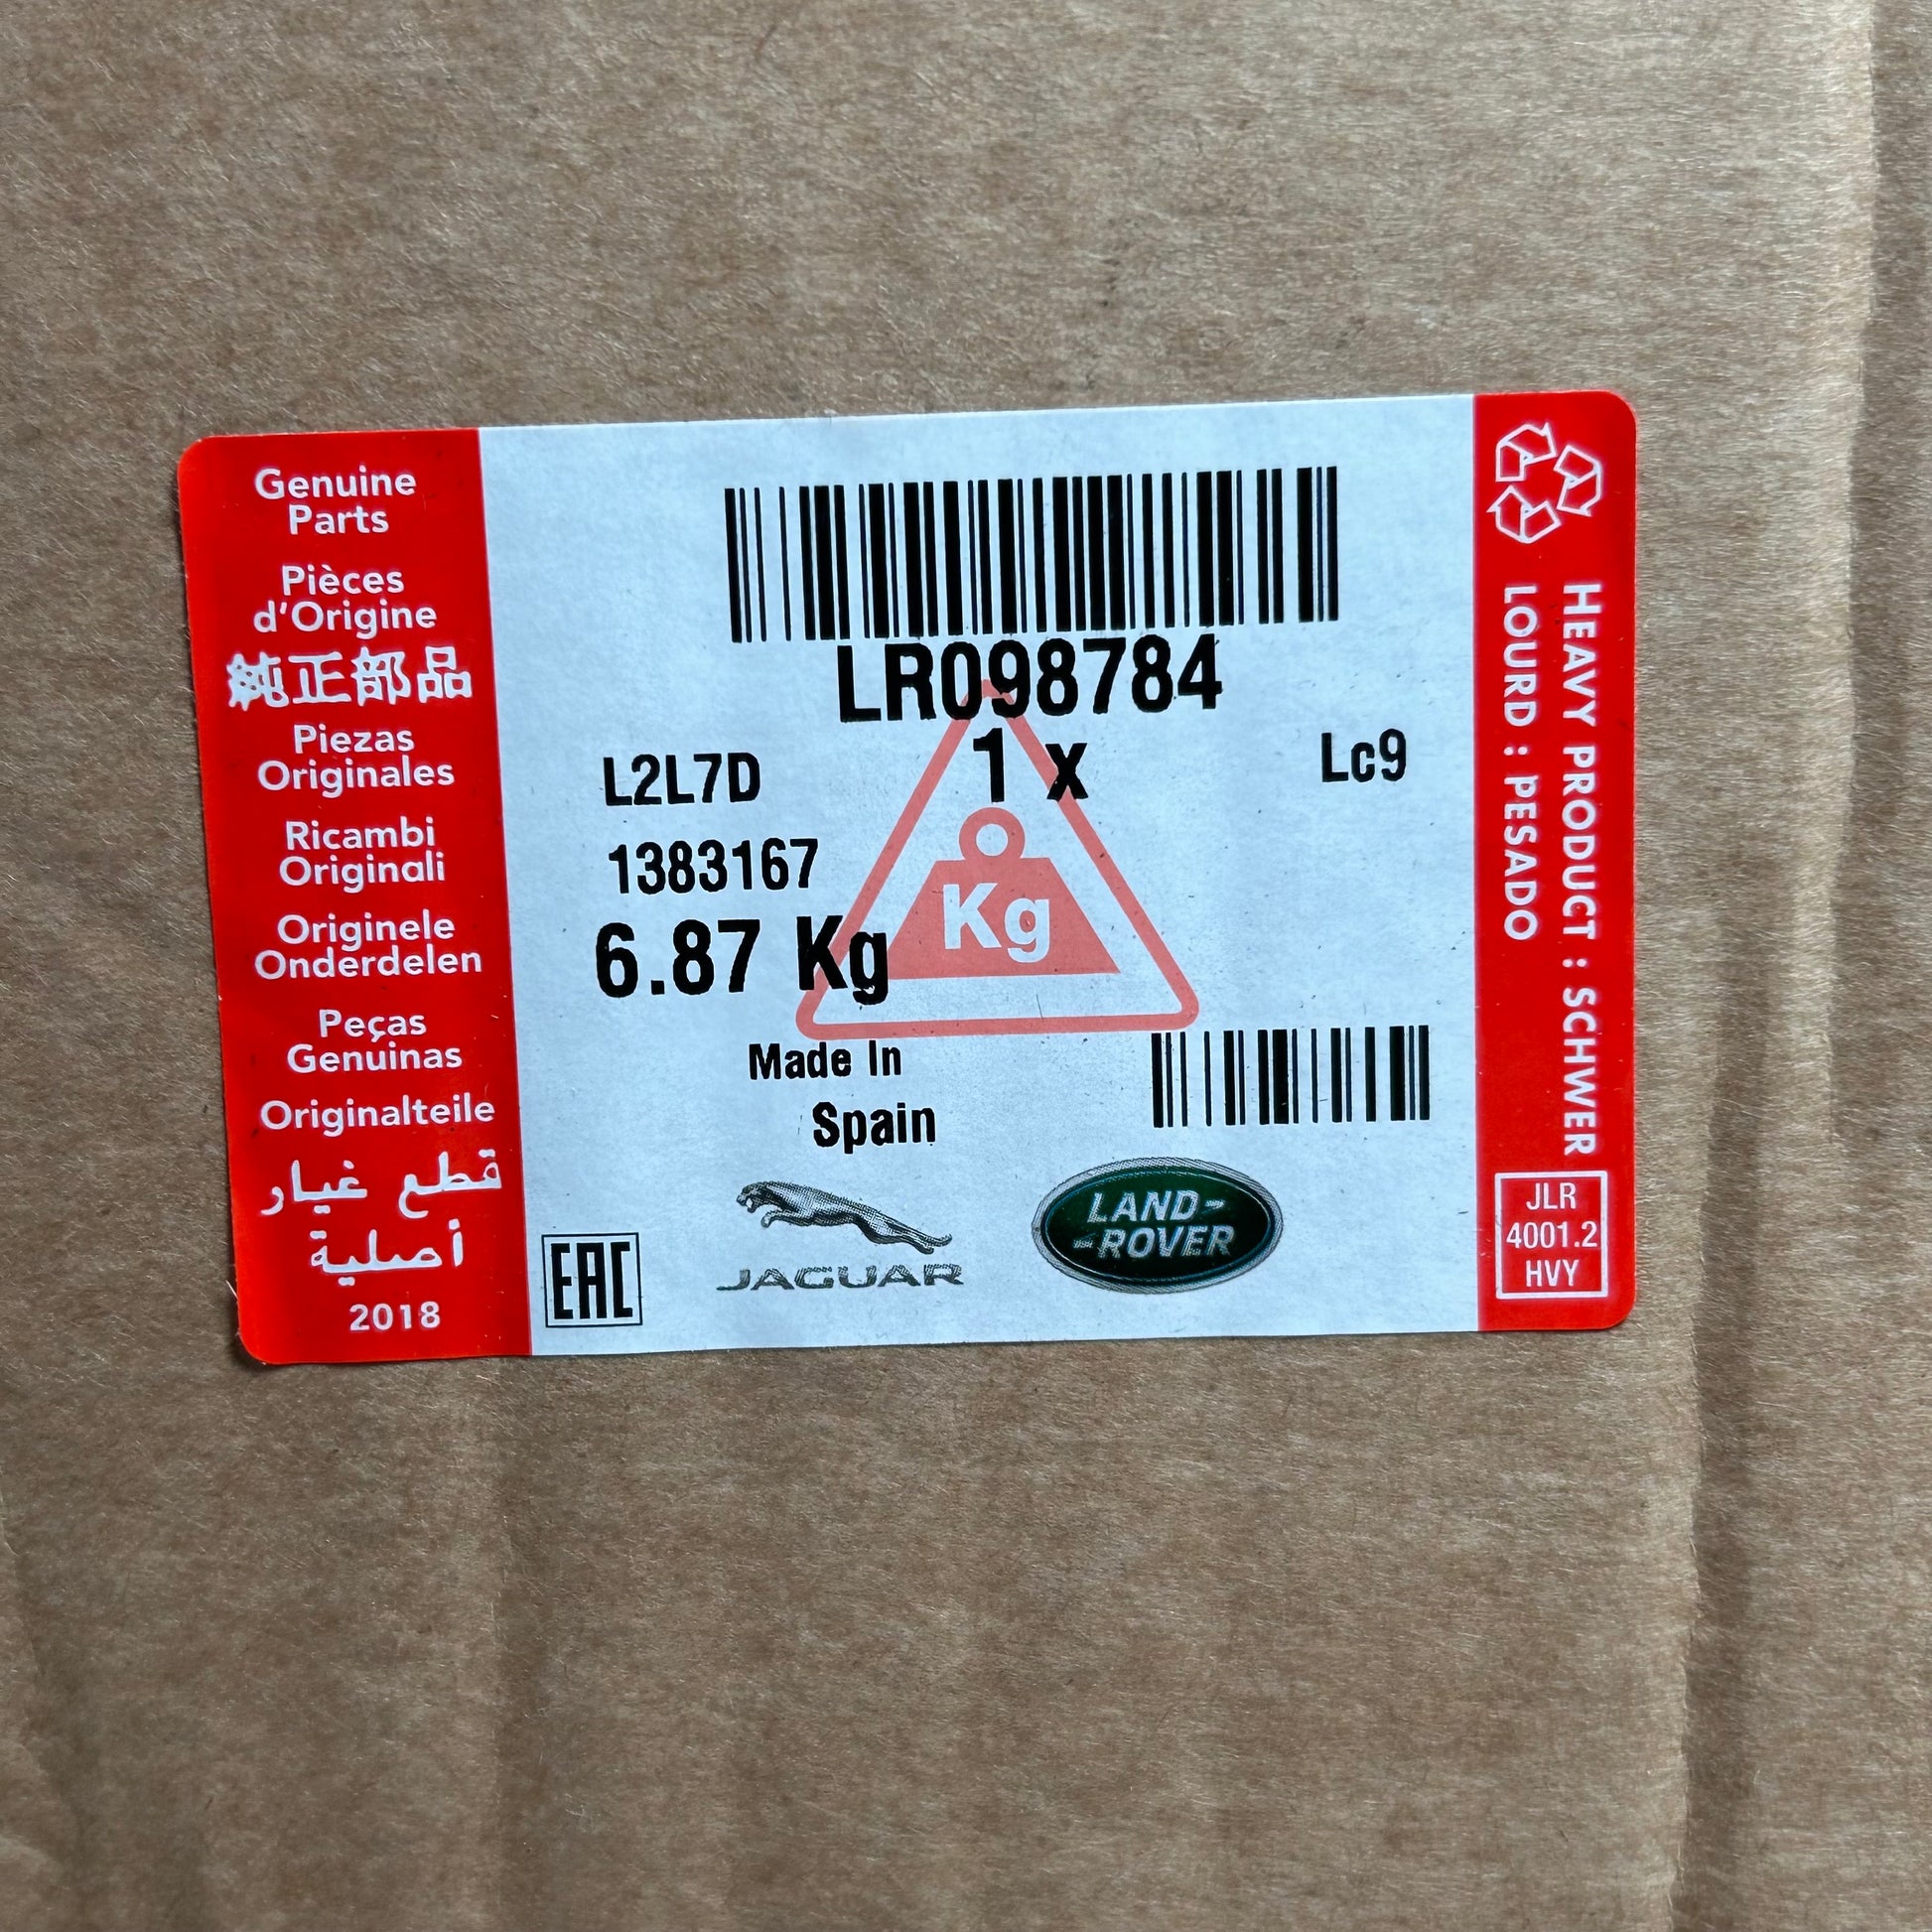 Genuine
Parts
Pièces
d'Origine
純正部品
Piezas
Originales
Ricambi
Originali
Originele
Onderdelen
Peças
Genuinas
Originalteile
قطع غيار
أصلية
2018
LR098784
L2L7D
1 x
Lc9
1383167
6.87 Kg
Kg
Made In
Spain
EAC
JAGUAR
LAND-
-ROVER
HEAVY PRODUCT : SCHWER
LOURD : PESADO
JLR
4001.2
HVY